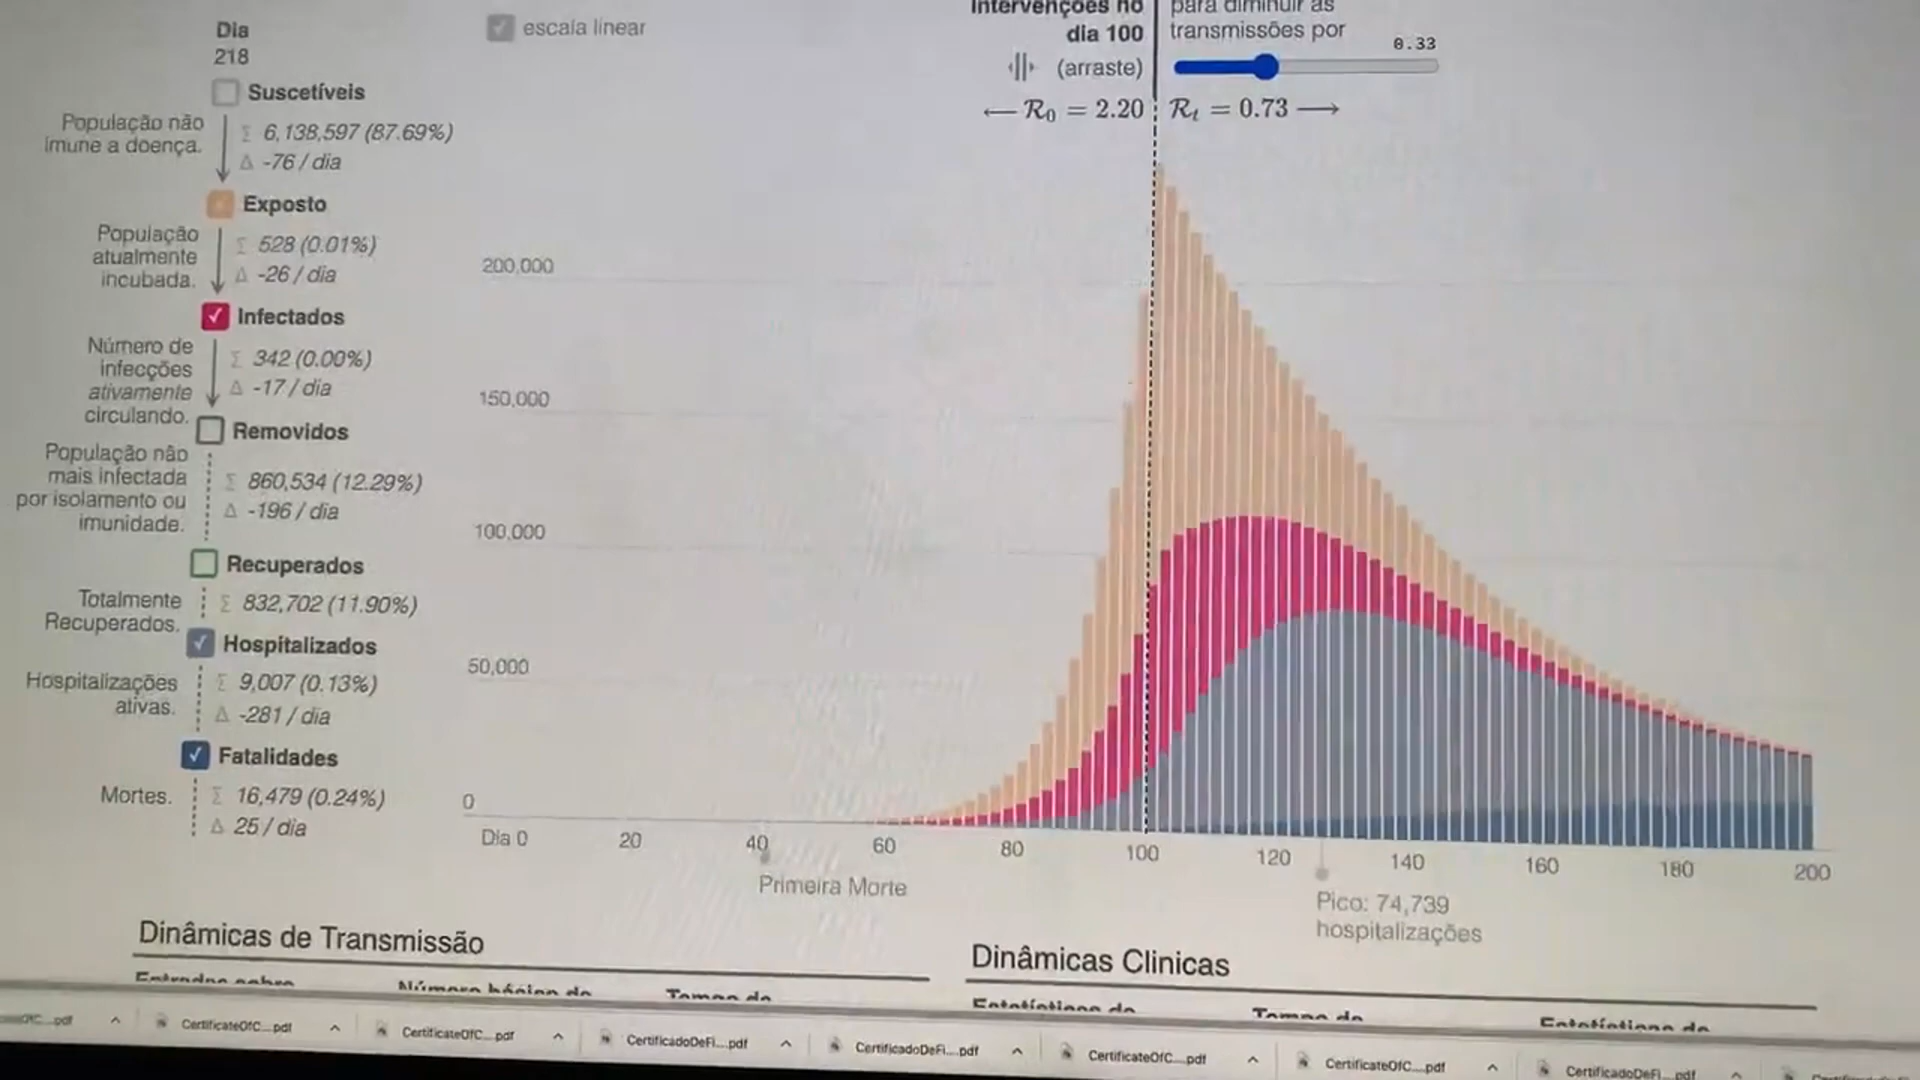 Dia
218
Suscetíveis
População não
imune a doença.
Σ 6,138,597 (87.69%)
Δ -76 / dia
Exposto
População
atualmente
incubada.
Σ 528 (0.01%)
Δ -26 / dia
Infectados
Número de
infecções
ativamente
circulando.
Σ 342 (0.00%)
Δ -17 / dia
Removidos
População não
mais infectada
por isolamento ou
imunidade.
Σ 860,534 (12.29%)
Δ -196 / dia
Recuperados
Totalmente
Recuperados.
Σ 832,702 (11.90%)
Hospitalizados
Hospitalizações
ativas.
Σ 9,007 (0.13%)
Δ -281 / dia
Fatalidades
Mortes.
Σ 16,479 (0.24%)
Δ 25 / dia
escala linear
Intervenções no
dia 100
(arraste)
para diminuir as
transmissões por
0.33
← R₀ = 2.20
Rₜ = 0.73 →
200,000
150,000
100,000
50,000
0
Dia 0 20 40 60 80 100 120 140 160 180 200
Primeira Morte
Pico: 74,739
hospitalizações
Dinâmicas de Transmissão
Dinâmicas Clinicas
Número básico de
Tempo de
Tempo de
CertificateOfC....pdf
CertificateOfC....pdf
CertificadoDeFi....pdf
CertificadoDeFi....pdf
CertificateOfC....pdf
CertificateOfC....pdf
CertificadoDeFi....pdf